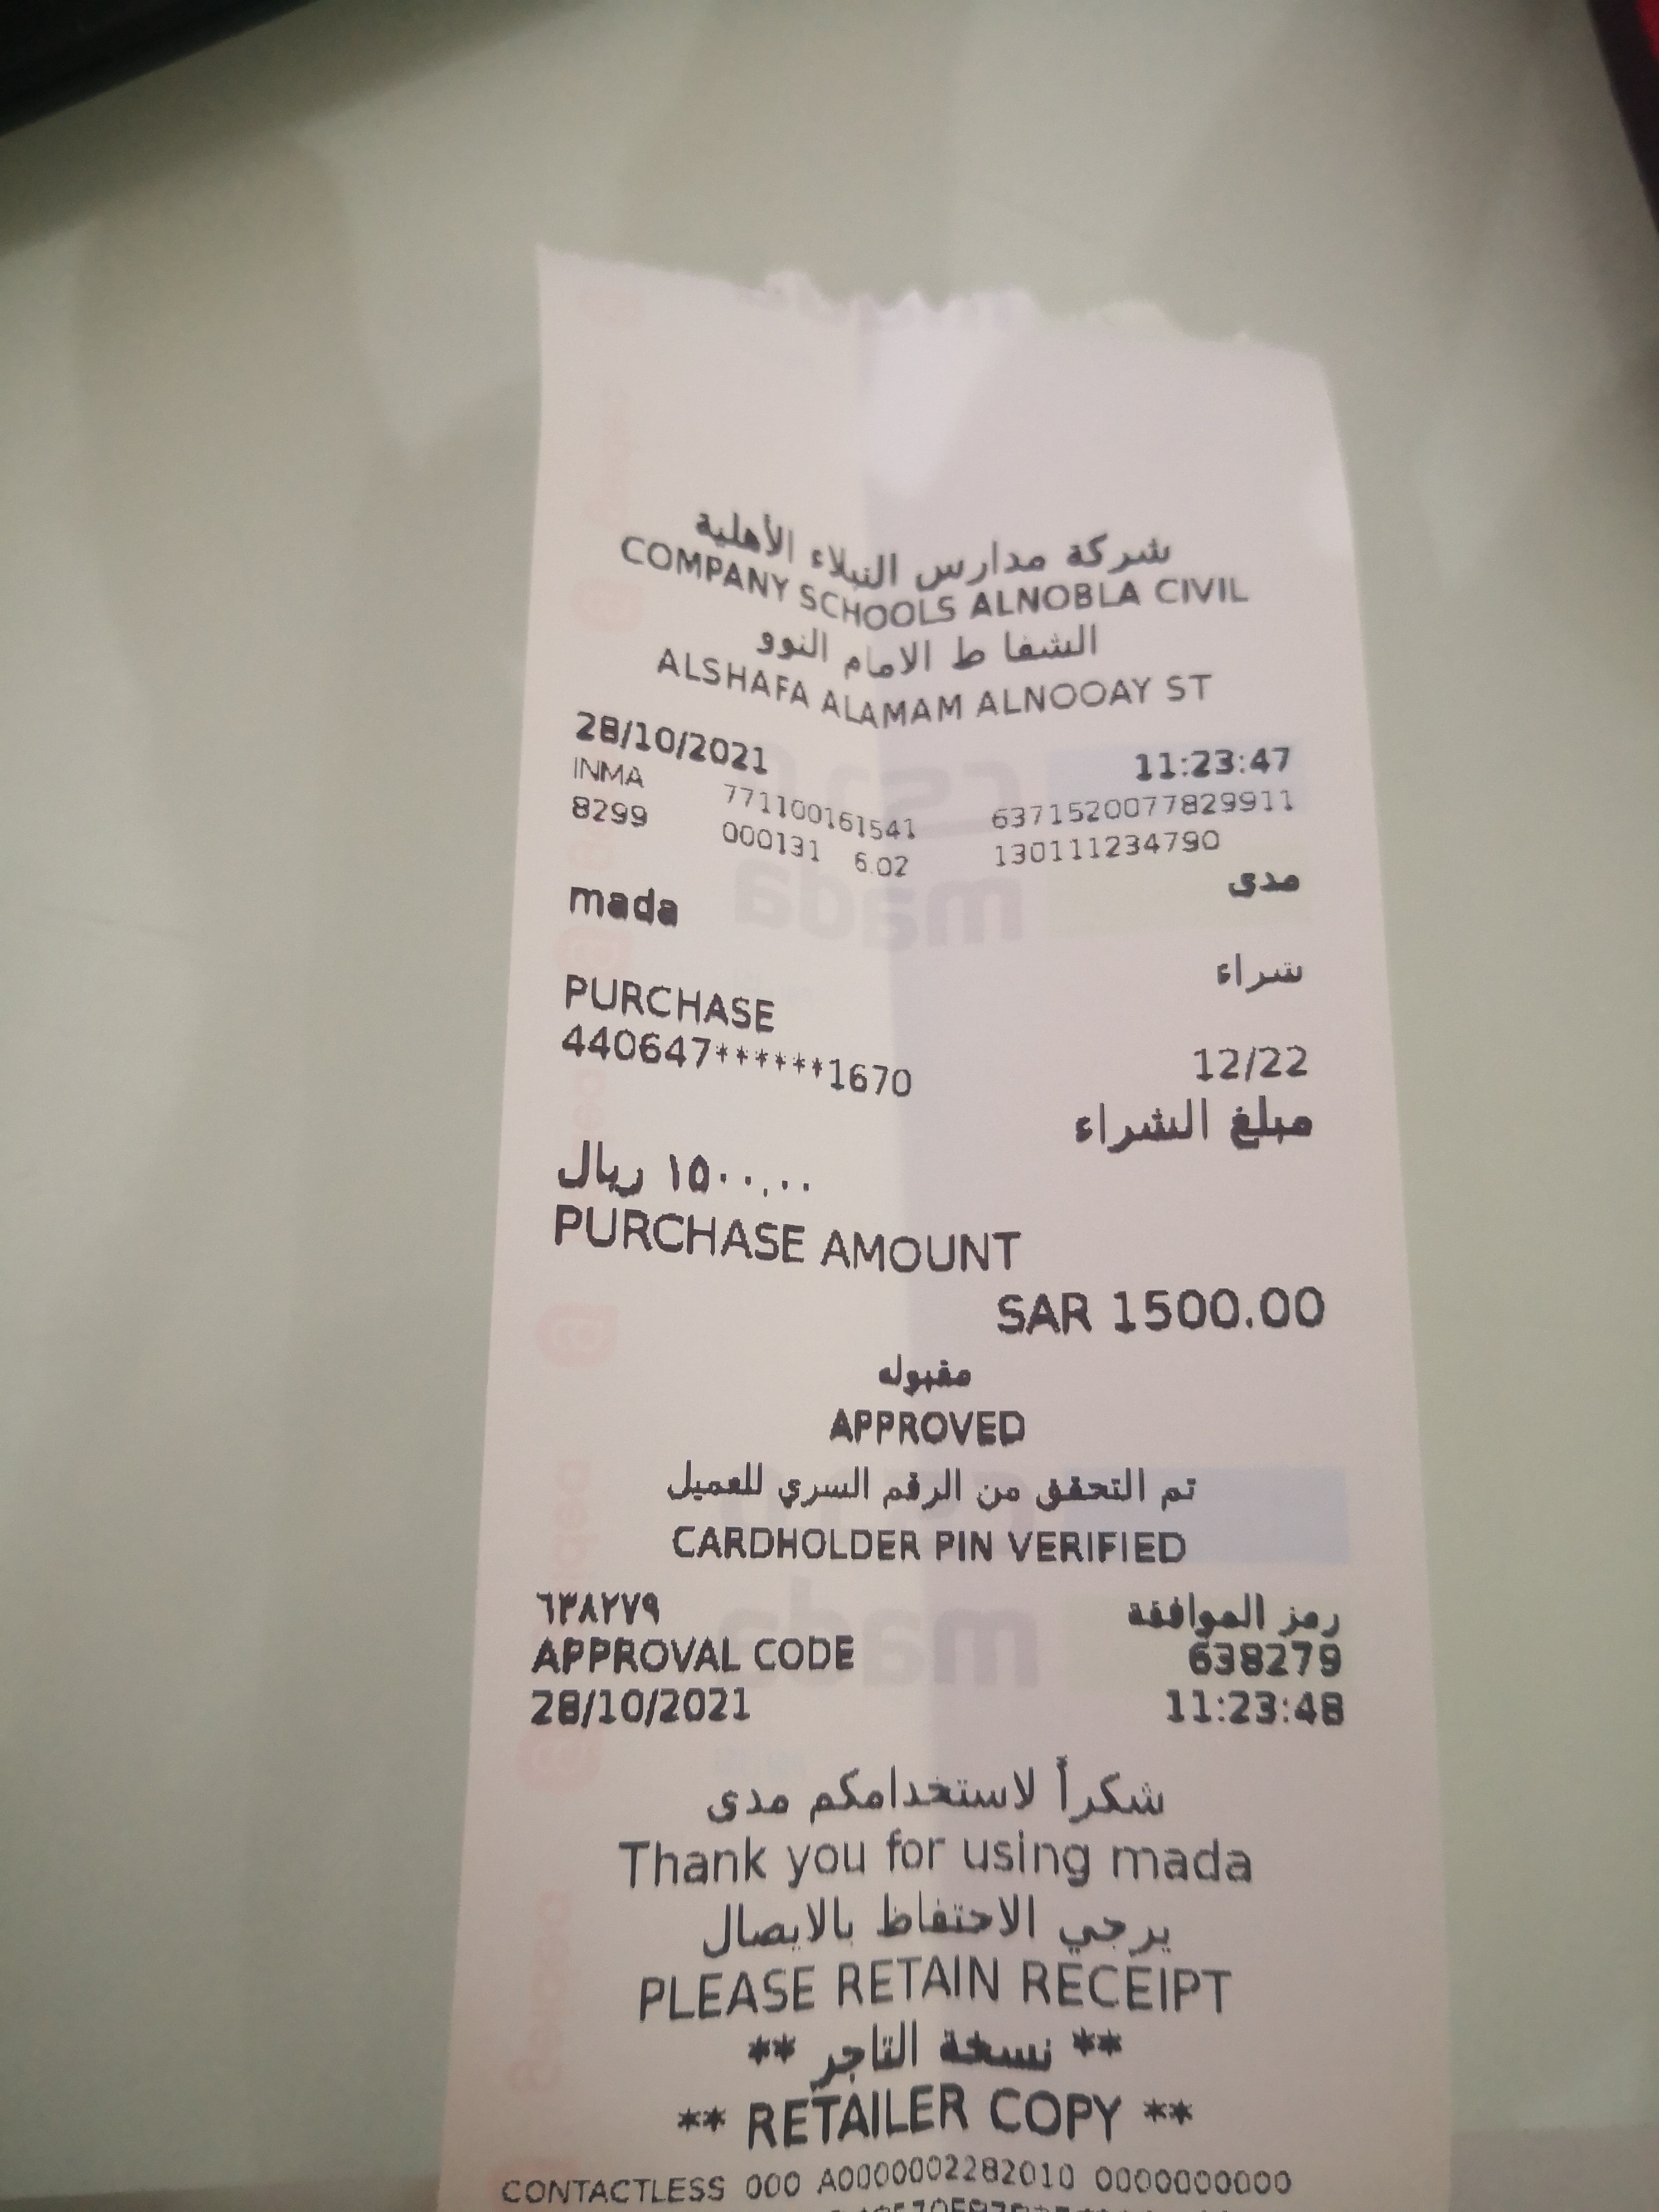 شركة مدارس النبلاء الأهلية
COMPANY SCHOOLS ALNOBLA CIVIL
الشفا ط الامام النوو
ALSHAFA ALAMAM ALNOOAY ST
28/10/2021 11:23:47
INMA 771100161541 6371520077829911
8299 000131 6.02 130111234790
mada مدى
PURCHASE شراء
440647******1670 12/22
مبلغ الشراء
١٥٠٠,٠٠ ريال
PURCHASE AMOUNT
SAR 1500.00
مقبوله
APPROVED
تم التحقق من الرقم السري للعميل
CARDHOLDER PIN VERIFIED
رمز الموافقة ٦٣٨٢٧٩
APPROVAL CODE 638279
28/10/2021 11:23:48
شكراً لاستخدامكم مدى
Thank you for using mada
يرجي الاحتفاظ بالايصال
PLEASE RETAIN RECEIPT
** نسخة التاجر **
** RETAILER COPY **
CONTACTLESS 000 A0000002282010 0000000000